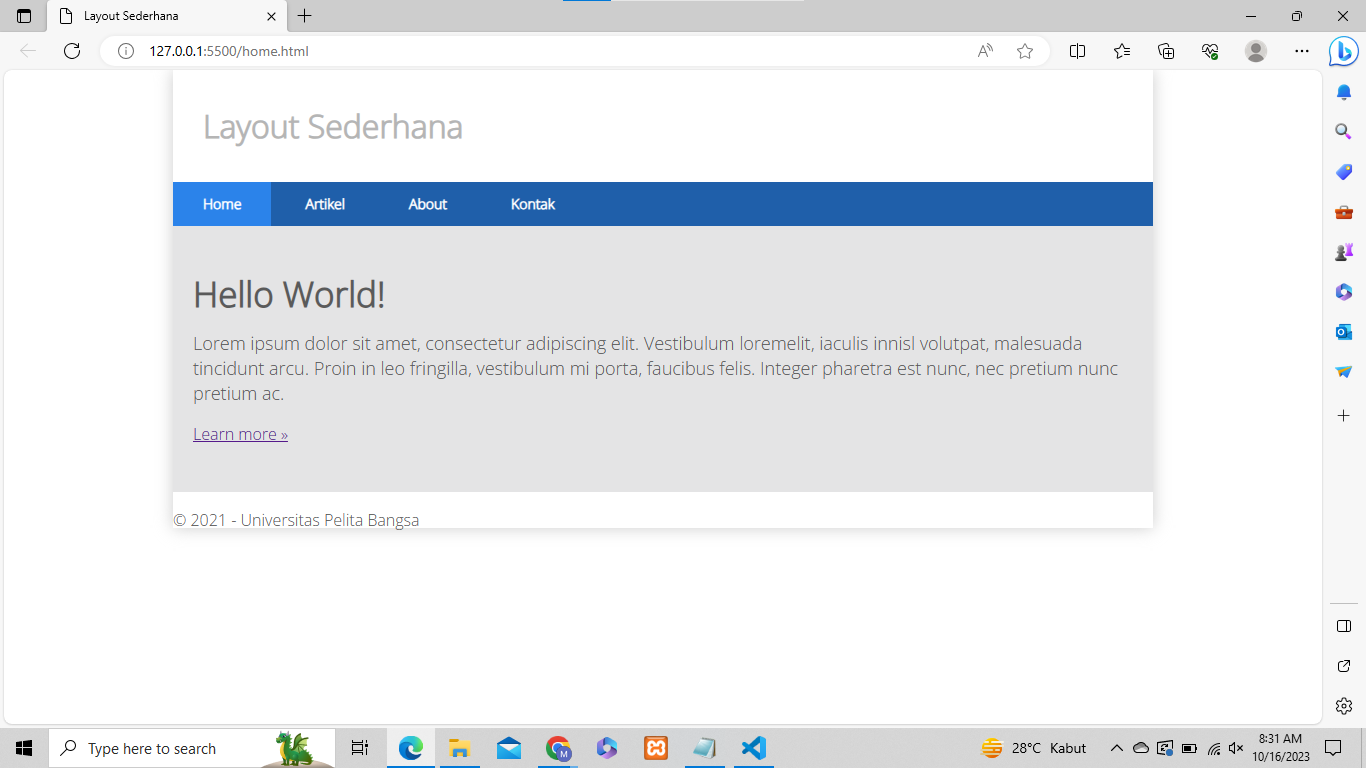 Layout Sederhana
127.0.0.1:5500/home.html
Layout Sederhana
Home Artikel About Kontak
Hello World!
Lorem ipsum dolor sit amet, consectetur adipiscing elit. Vestibulum loremelit, iaculis innisl volutpat, malesuada
tincidunt arcu. Proin in leo fringilla, vestibulum mi porta, faucibus felis. Integer pharetra est nunc, nec pretium nunc
pretium ac.
Learn more »
© 2021 - Universitas Pelita Bangsa
Type here to search
M
28°C Kabut
8:31 AM
10/16/2023